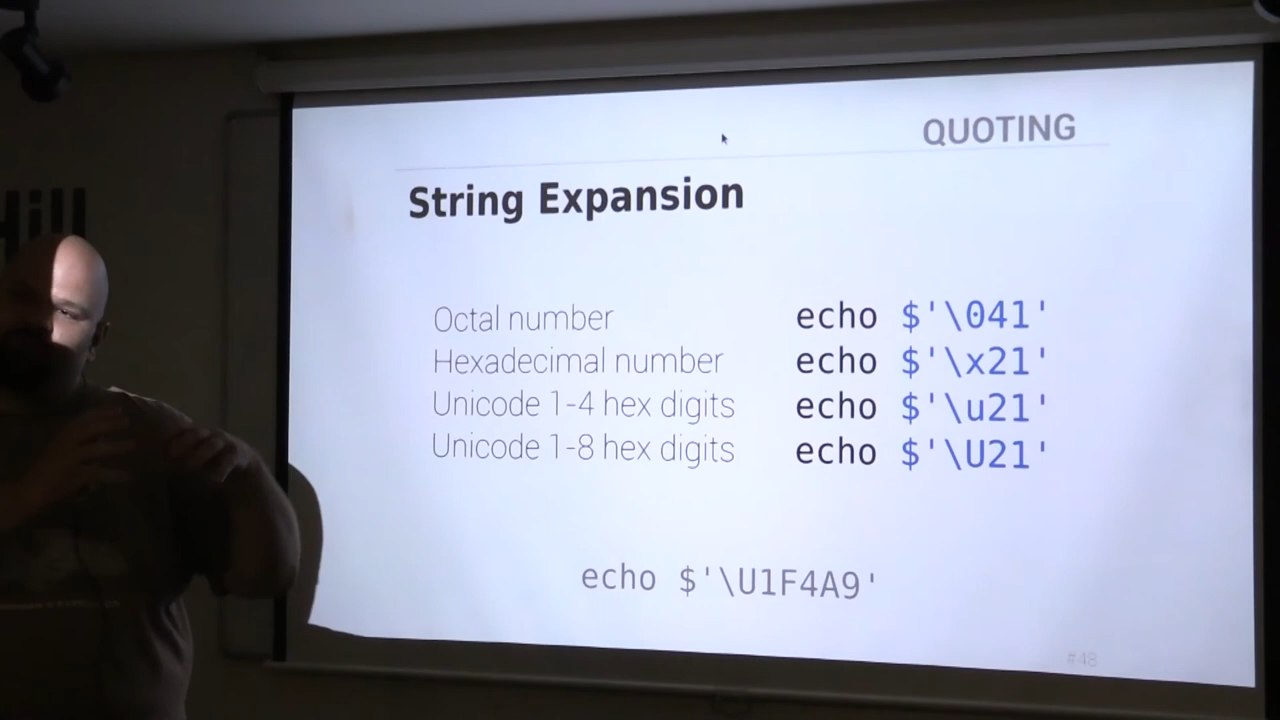 QUOTING
String Expansion
Octal number echo $'\041'
Hexadecimal number echo $'\x21'
Unicode 1-4 hex digits echo $'\u21'
Unicode 1-8 hex digits echo $'\U21'
echo $'\U1F4A9'
#48